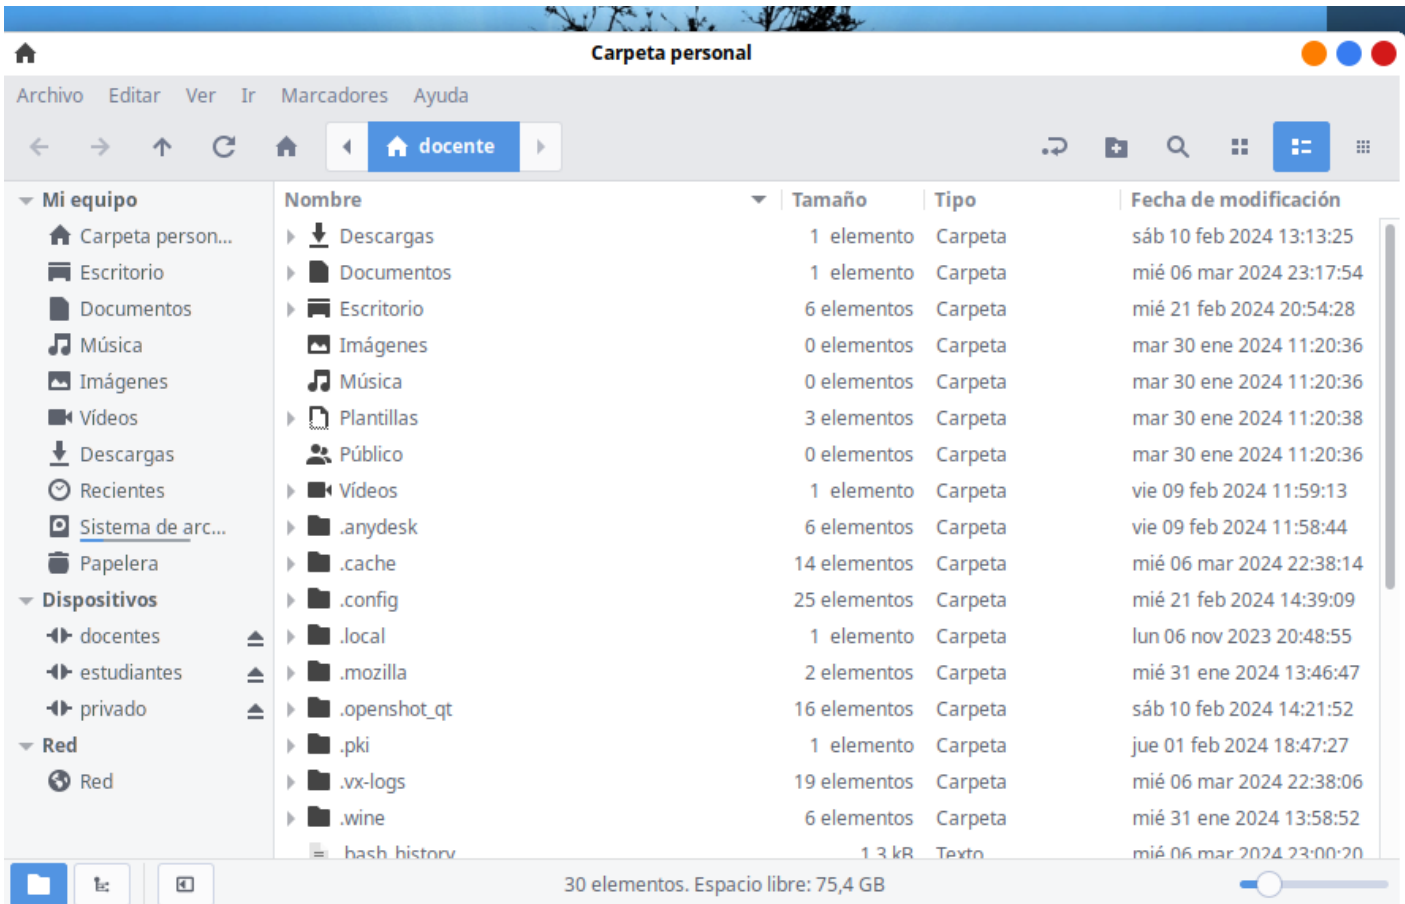 Carpeta personal
Archivo Editar Ver Ir Marcadores Ayuda
docente
Mi equipo
Carpeta person...
Escritorio
Documentos
Música
Imágenes
Vídeos
Descargas
Recientes
Sistema de arc...
Papelera
Dispositivos
docentes
estudiantes
privado
Red
Red
Nombre Tamaño Tipo Fecha de modificación
Descargas 1 elemento Carpeta sáb 10 feb 2024 13:13:25
Documentos 1 elemento Carpeta mié 06 mar 2024 23:17:54
Escritorio 6 elementos Carpeta mié 21 feb 2024 20:54:28
Imágenes 0 elementos Carpeta mar 30 ene 2024 11:20:36
Música 0 elementos Carpeta mar 30 ene 2024 11:20:36
Plantillas 3 elementos Carpeta mar 30 ene 2024 11:20:38
Público 0 elementos Carpeta mar 30 ene 2024 11:20:36
Vídeos 1 elemento Carpeta vie 09 feb 2024 11:59:13
.anydesk 6 elementos Carpeta vie 09 feb 2024 11:58:44
.cache 14 elementos Carpeta mié 06 mar 2024 22:38:14
.config 25 elementos Carpeta mié 21 feb 2024 14:39:09
.local 1 elemento Carpeta lun 06 nov 2023 20:48:55
.mozilla 2 elementos Carpeta mié 31 ene 2024 13:46:47
.openshot_qt 16 elementos Carpeta sáb 10 feb 2024 14:21:52
.pki 1 elemento Carpeta jue 01 feb 2024 18:47:27
.vx-logs 19 elementos Carpeta mié 06 mar 2024 22:38:06
.wine 6 elementos Carpeta mié 31 ene 2024 13:58:52
.bash_history 1,3 kB Texto mié 06 mar 2024 23:00:20
30 elementos. Espacio libre: 75,4 GB